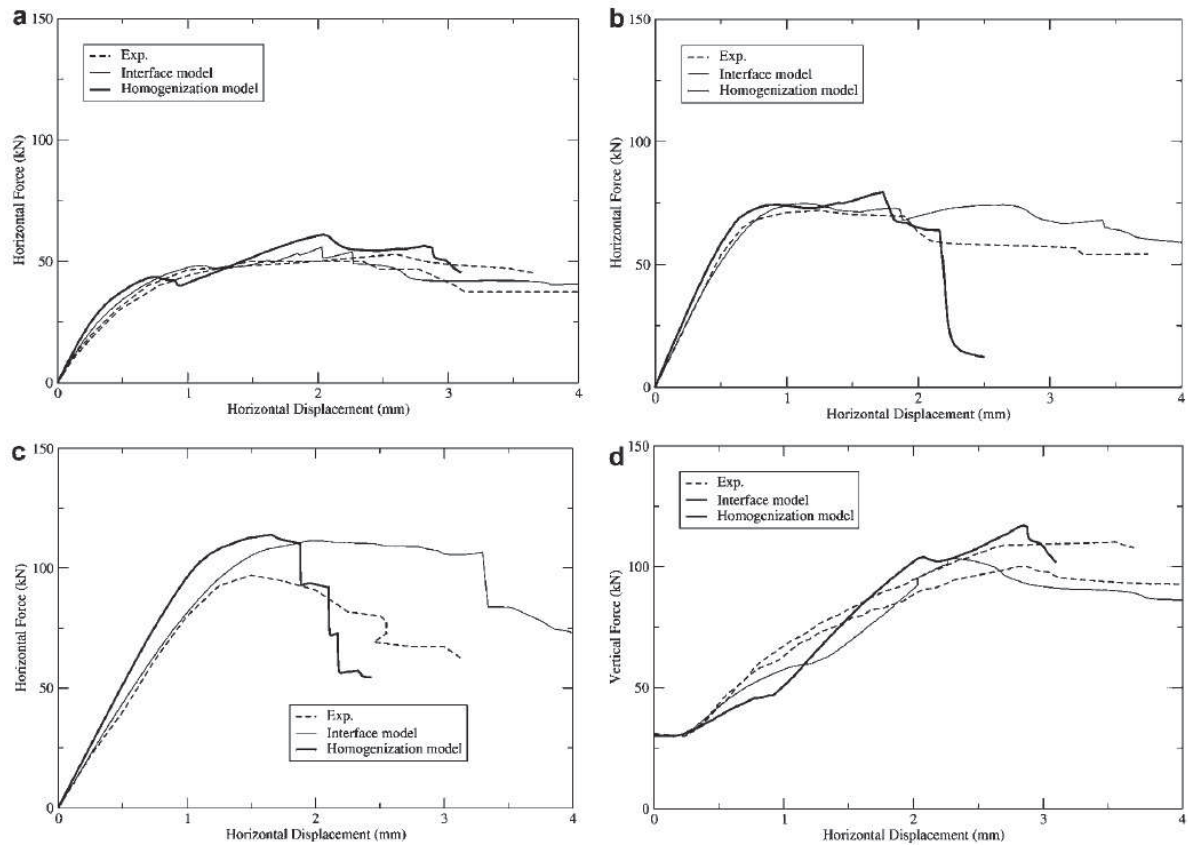 a
150
100
50
0
Horizontal Force (kN)
Exp.
Interface model
Homogenization model
0 1 2 3 4
Horizontal Displacement (mm)
b
150
100
50
0
Horizontal Force (kN)
Exp.
Interface model
Homogenization model
0 1 2 3 4
Horizontal Displacement (mm)
c
150
100
50
0
Horizontal Force (kN)
Exp.
Interface model
Homogenization model
0 1 2 3 4
Horizontal Displacement (mm)
d
150
100
50
0
Vertical Force (kN)
Exp.
Interface model
Homogenization model
0 1 2 3 4
Horizontal Displacement (mm)